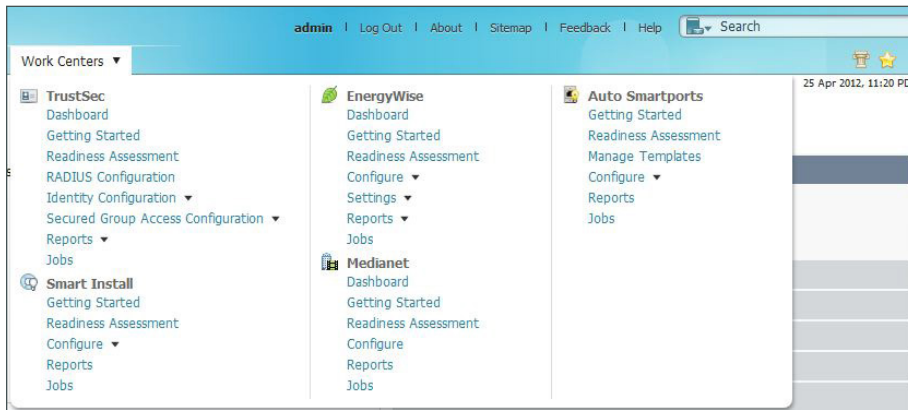 admin | Log Out | About | Sitemap | Feedback | Help Search
Work Centers ▼
25 Apr 2012, 11:20
TrustSec
Dashboard
Getting Started
Readiness Assessment
RADIUS Configuration
Identity Configuration ▼
Secured Group Access Configuration ▼
Reports ▼
Jobs
Smart Install
Getting Started
Readiness Assessment
Configure ▼
Reports
Jobs
EnergyWise
Dashboard
Getting Started
Readiness Assessment
Configure ▼
Settings ▼
Reports ▼
Jobs
Medianet
Dashboard
Getting Started
Readiness Assessment
Configure
Reports
Jobs
Auto Smartports
Getting Started
Readiness Assessment
Manage Templates
Configure ▼
Reports
Jobs